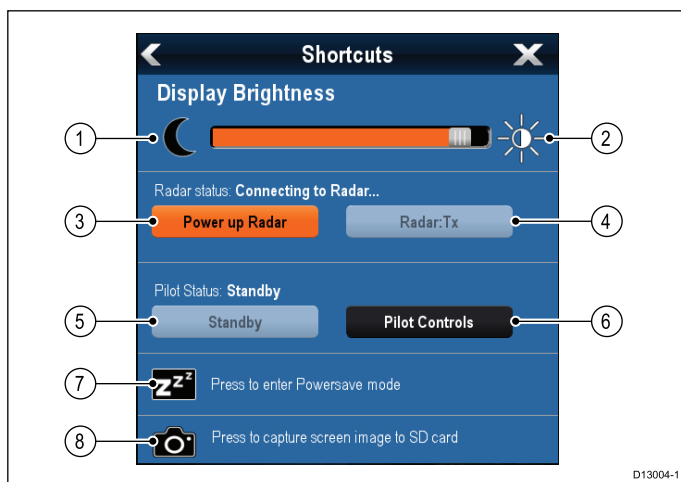 Shortcuts
Display Brightness
1
2
Radar status: Connecting to Radar...
3
Power up Radar
Radar:Tx
4
Pilot Status: Standby
5
Standby
Pilot Controls
6
7
zzz
Press to enter Powersave mode
8
Press to capture screen image to SD card
D13004-1